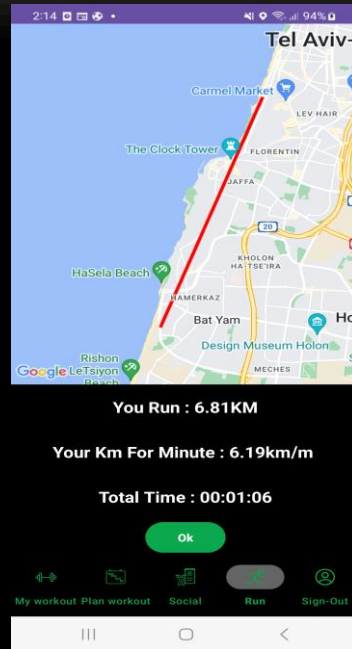 2:14
94%
Tel Aviv-
Carmel Market
LEV HAIR
The Clock Tower
FLORENTIN
JAFFA
20
KHOLON
HA-TSE'IRA
HaSela Beach
HAMERKAZ
Bat Yam
Ho
Design Museum Holon
Rishon
Google LeTsiyon
Beach
MECHES
You Run : 6.81KM
Your Km For Minute : 6.19km/m
Total Time : 00:01:06
Ok
My workout Plan workout Social Run Sign-Out